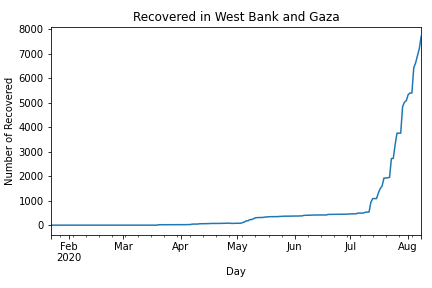 Recovered in West Bank and Gaza
8000
7000
6000
5000
4000
3000
2000
1000
0
Number of Recovered
Feb Mar Apr May Jun Jul Aug
2020
Day